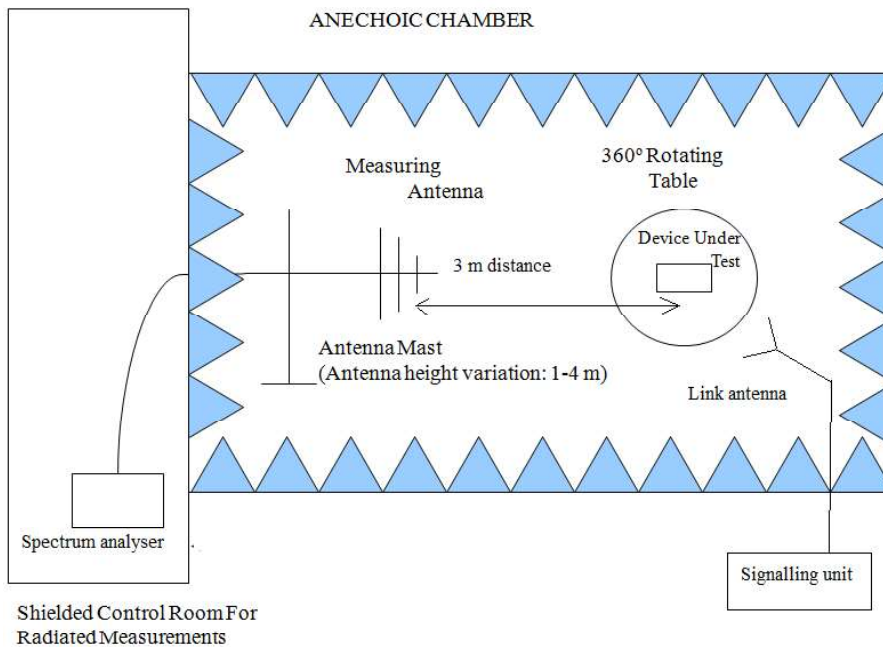 ANECHOIC CHAMBER
Measuring
Antenna
360º Rotating
Table
Device Under
Test
3 m distance
Antenna Mast
(Antenna height variation: 1-4 m)
Link antenna
Spectrum analyser
Signalling unit
Shielded Control Room For
Radiated Measurements